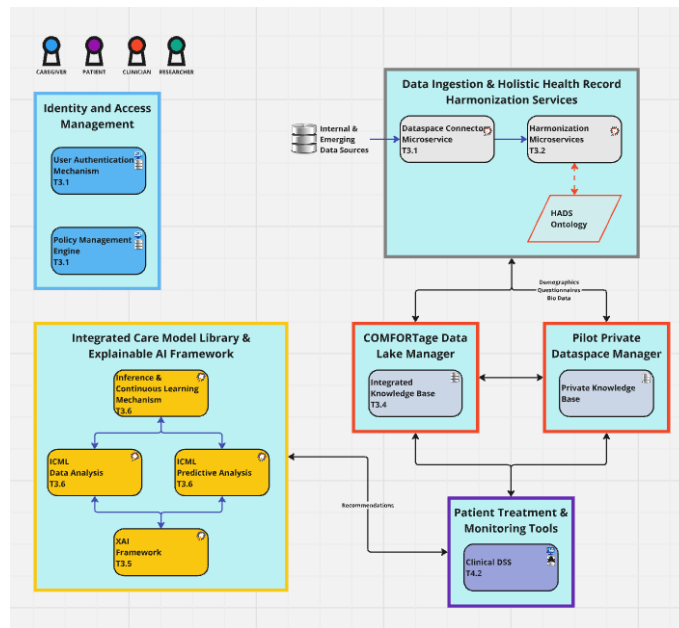 CAREGIVER
PATIENT
CLINICIAN
RESEARCHER
Identity and Access
Management
User Authentication
Mechanism
T3.1
Policy Management
Engine
T3.1
Data Ingestion & Holistic Health Record
Harmonization Services
Internal &
Emerging
Data Sources
Dataspace Connector
Microservice
T3.1
Harmonization
Microservices
T3.2
HADS
Ontology
Demographics
Questionnaires
Bio Data
Integrated Care Model Library &
Explainable AI Framework
Inference &
Continuous Learning
Mechanism
T3.6
ICML
Data Analysis
T3.6
ICML
Predictive Analysis
T3.6
XAI
Framework
T3.5
COMFORTage Data
Lake Manager
Integrated
Knowledge Base
T3.4
Pilot Private
Dataspace Manager
Private Knowledge
Base
Recommendations
Patient Treatment &
Monitoring Tools
Clinical DSS
T4.2